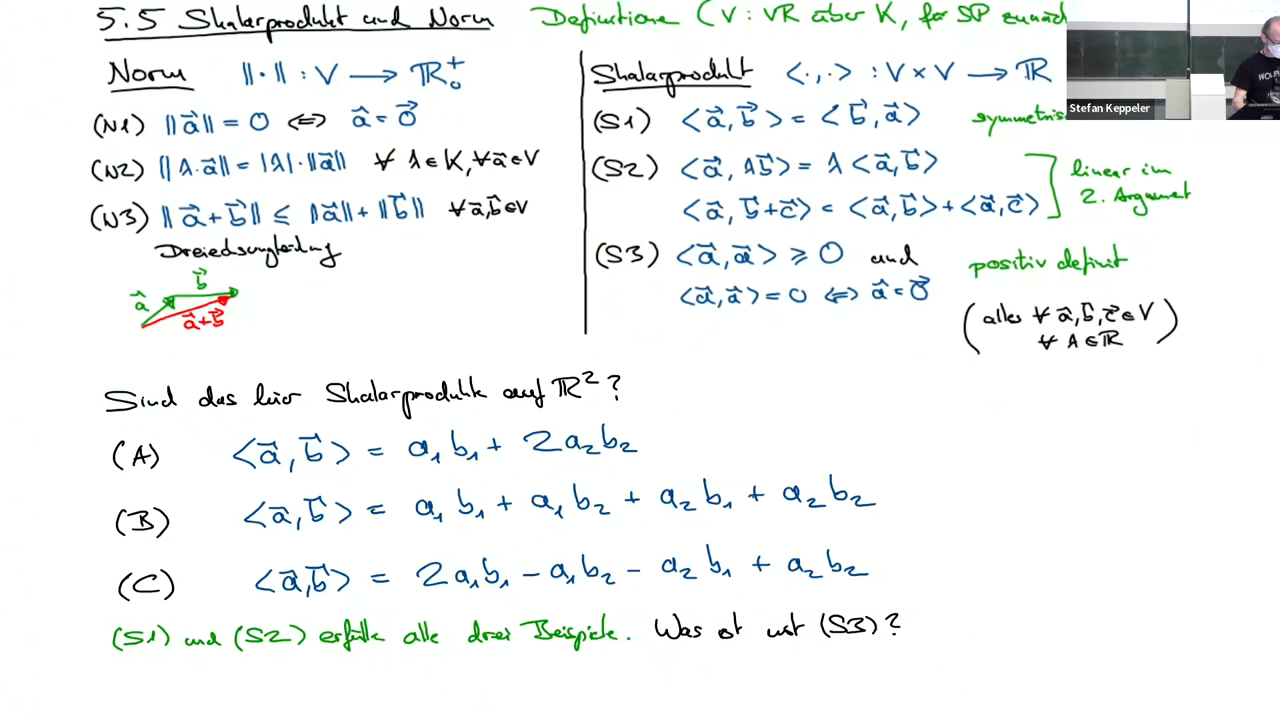 5.5 Skalarprodukt und Norm
Definitionen (V: VR über K, für SP zunäch
Norm ‖·‖ : V ⟶ ℝ₀⁺
(N1) ‖a⃗‖ = 0 ⇔ a⃗ = 0⃗
(N2) ‖λ·a⃗‖ = |λ|·‖a⃗‖ ∀ λ∈K, ∀ a⃗∈V
(N3) ‖a⃗+b⃗‖ ≤ ‖a⃗‖+‖b⃗‖ ∀ a⃗,b⃗∈V
Dreiecksungleichung
a⃗
b⃗
a⃗+b⃗
Skalarprodukt <·,·> : V×V ⟶ ℝ
(S1) <a⃗,b⃗> = <b⃗,a⃗> symmetris
(S2) <a⃗,λb⃗> = λ<a⃗,b⃗>
<a⃗,b⃗+c⃗> = <a⃗,b⃗>+<a⃗,c⃗>
linear im
2. Argument
(S3) <a⃗,a⃗> ⩾ 0 und positiv definit
<a⃗,a⃗> = 0 ⇔ a⃗ = 0⃗
(alles ∀ a⃗,b⃗,c⃗∈V
∀ λ∈ℝ)
Stefan Keppeler
Sind das hier Skalarprodukte auf ℝ²?
(A) <a⃗,b⃗> = a₁b₁ + 2a₂b₂
(B) <a⃗,b⃗> = a₁b₁ + a₁b₂ + a₂b₁ + a₂b₂
(C) <a⃗,b⃗> = 2a₁b₁ − a₁b₂ − a₂b₁ + a₂b₂
(S1) und (S2) erfüllen alle drei Beispiele. Was ist mit (S3)?